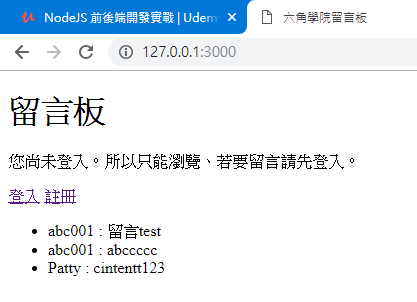 NodeJS 前後端開發實戰 | Udem
六角學院留言板
127.0.0.1:3000
留言板
您尚未登入。所以只能瀏覽、若要留言請先登入。
登入 註冊
abc001 : 留言test
abc001 : abccccc
Patty : cintentt123